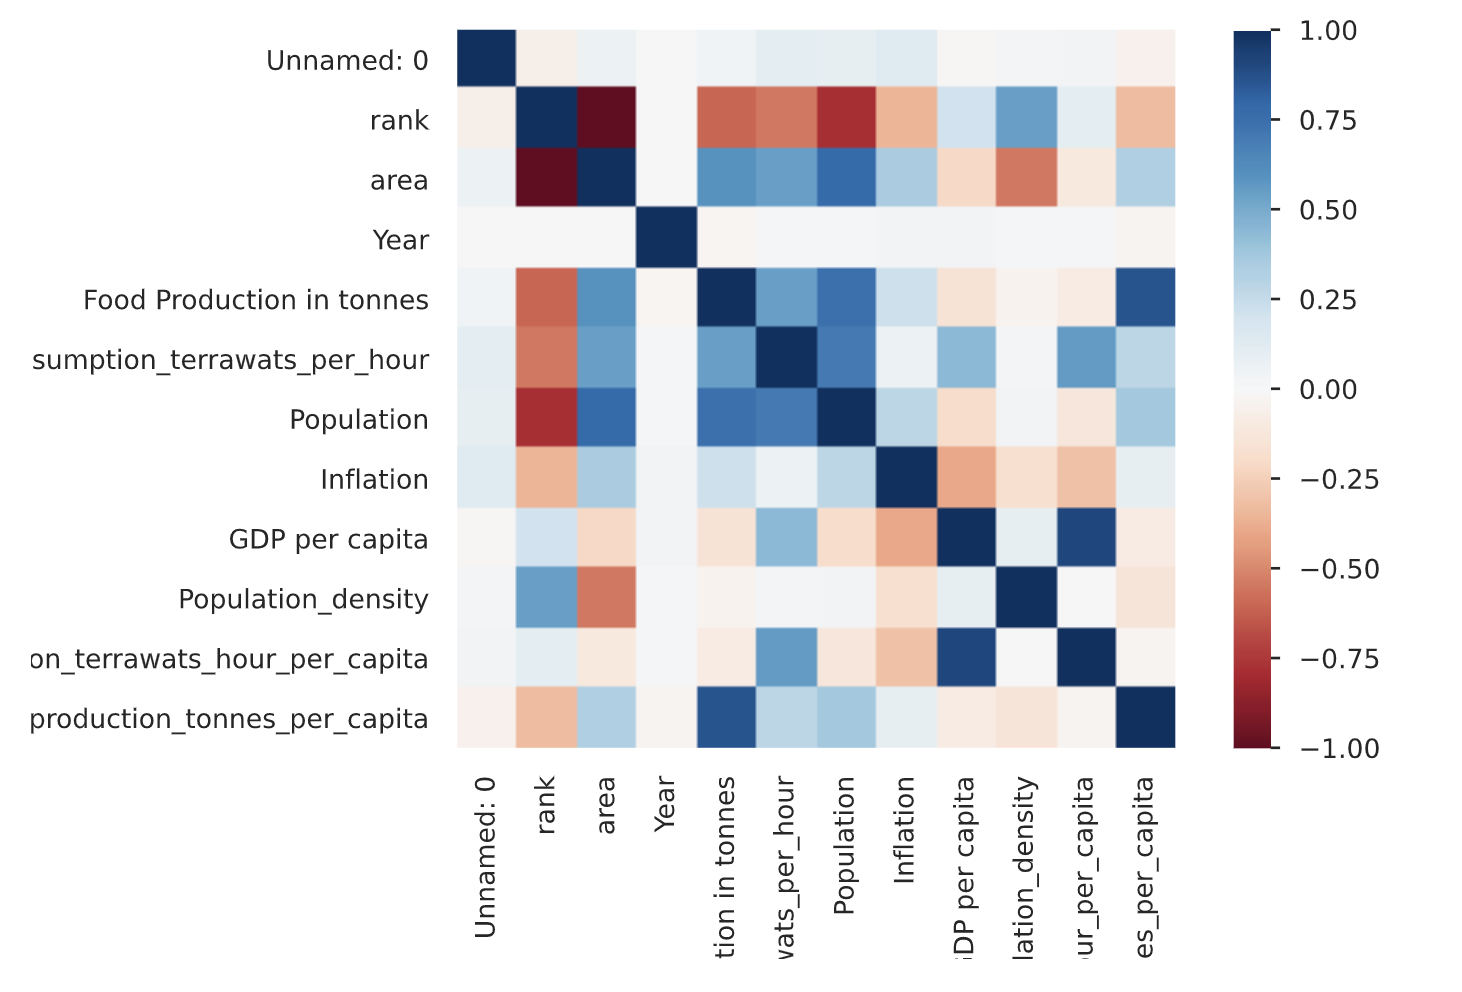 Unnamed: 0
rank
area
Year
Food Production in tonnes
sumption_terrawats_per_hour
Population
Inflation
GDP per capita
Population_density
on_terrawats_hour_per_capita
production_tonnes_per_capita
Unnamed: 0
rank
area
Year
tion in tonnes
wats_per_hour
Population
Inflation
GDP per capita
lation_density
ur_per_capita
es_per_capita
1.00
0.75
0.50
0.25
0.00
−0.25
−0.50
−0.75
−1.00